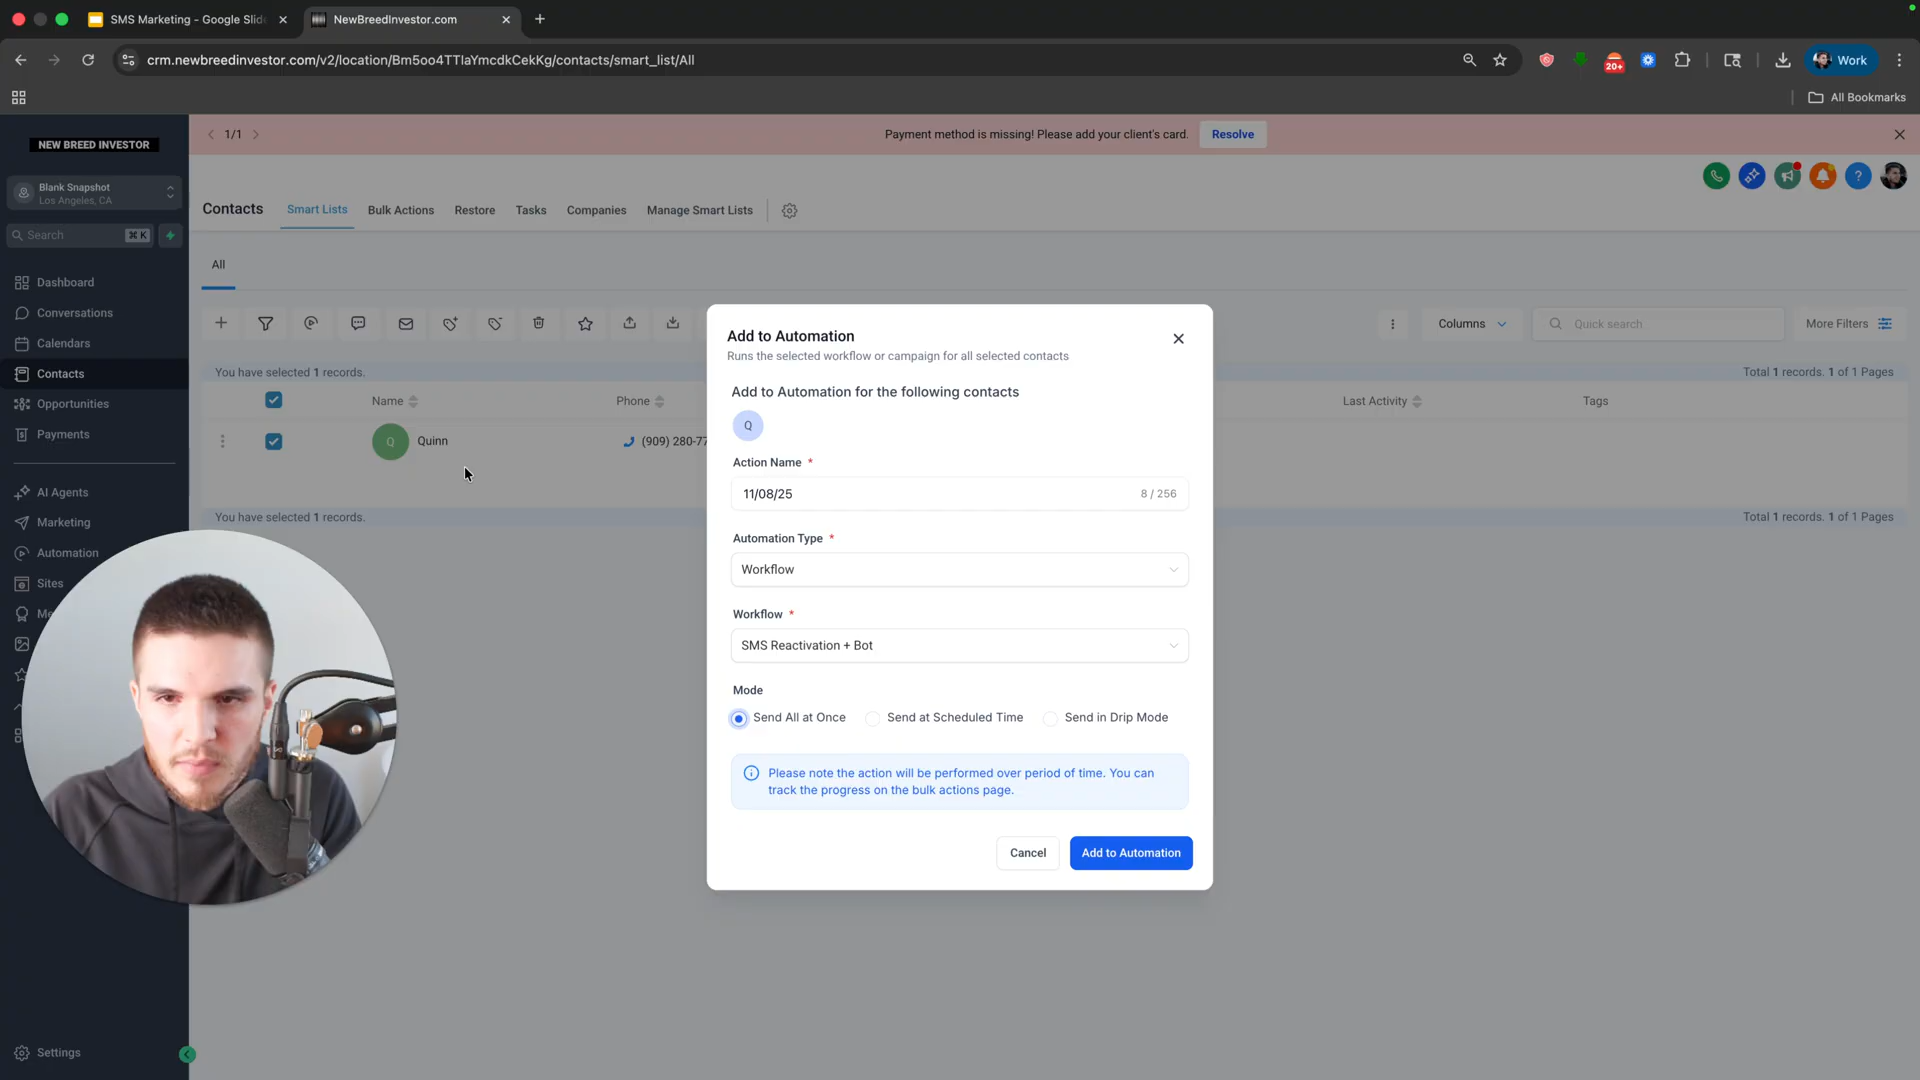 SMS Marketing - Google Slid
NewBreedInvestor.com
crm.newbreedinvestor.com/v2/location/Bm5oo4TTlaYmcdkCekKg/contacts/smart_list/All
20+
Work
All Bookmarks
NEW BREED INVESTOR
1/1
Payment method is missing! Please add your client's card.
Resolve
Blank Snapshot
Los Angeles, CA
Search
⌘ K
Contacts
Smart Lists
Bulk Actions
Restore
Tasks
Companies
Manage Smart Lists
All
Dashboard
Conversations
Calendars
Contacts
Opportunities
Payments
AI Agents
Marketing
Automation
Sites
Me
Settings
Columns
Quick search
More Filters
You have selected 1 records.
Total 1 records. 1 of 1 Pages
Name
Phone
Last Activity
Tags
Q
Quinn
(909) 280-77
You have selected 1 records.
Total 1 records. 1 of 1 Pages
Add to Automation
Runs the selected workflow or campaign for all selected contacts
Add to Automation for the following contacts
Q
Action Name *
11/08/25
8 / 256
Automation Type *
Workflow
Workflow *
SMS Reactivation + Bot
Mode
Send All at Once
Send at Scheduled Time
Send in Drip Mode
Please note the action will be performed over period of time. You can
track the progress on the bulk actions page.
Cancel
Add to Automation